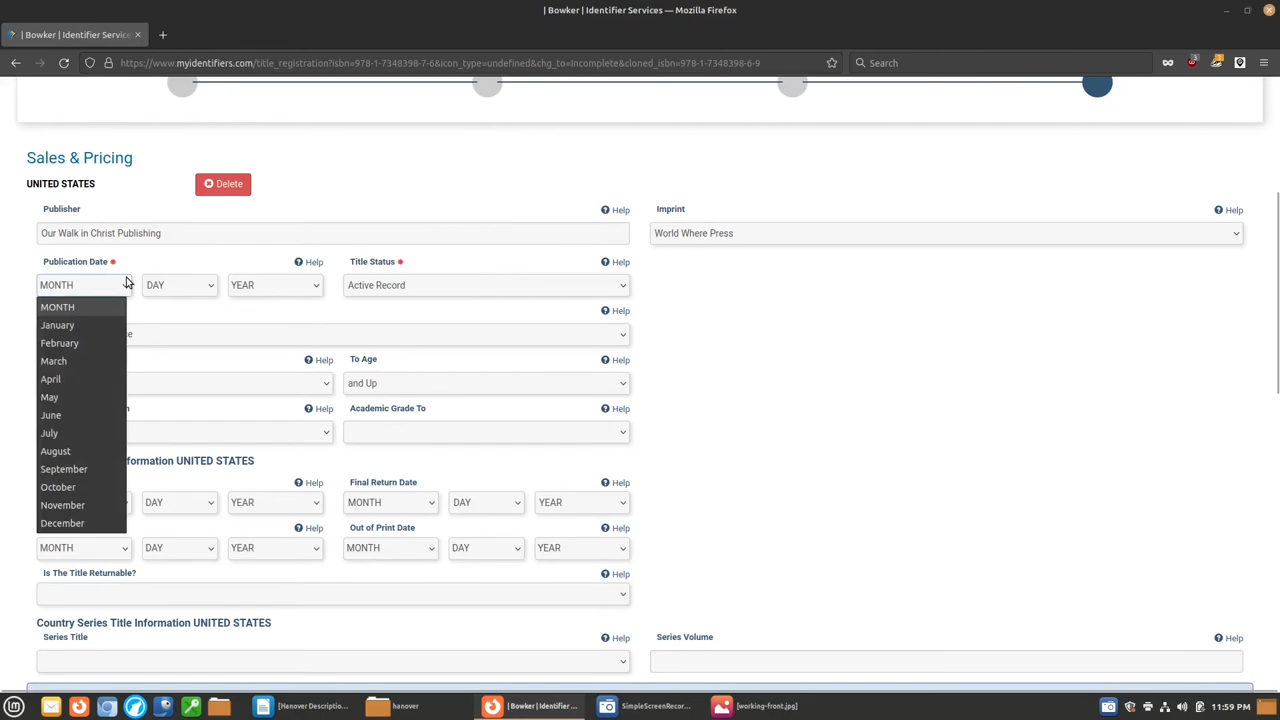 | Bowker | Identifier Services — Mozilla Firefox
| Bowker | Identifier Service
https://www.myidentifiers.com/title_registration?isbn=978-1-7348398-7-6&icon_type=undefined&chg_to=Incomplete&cloned_isbn=978-1-7348398-6-9
Search
Sales & Pricing
UNITED STATES
Delete
Publisher
Help
Imprint
Help
Our Walk in Christ Publishing
World Where Press
Publication Date *
Help
Title Status *
Help
MONTH
DAY
YEAR
Active Record
MONTH
January
February
March
April
May
June
July
August
September
October
November
December
Help
Help
To Age
Help
and Up
Help
Academic Grade To
Help
formation UNITED STATES
Help
Final Return Date
Help
DAY
YEAR
MONTH
DAY
YEAR
Help
Out of Print Date
Help
MONTH
DAY
YEAR
MONTH
DAY
YEAR
Is The Title Returnable?
Help
Country Series Title Information UNITED STATES
Series Title
Help
Series Volume
Help
[Hanover Descriptio...
hanover
| Bowker | Identifier ...
SimpleScreenRecor...
[working-front.jpg]
11:59 PM